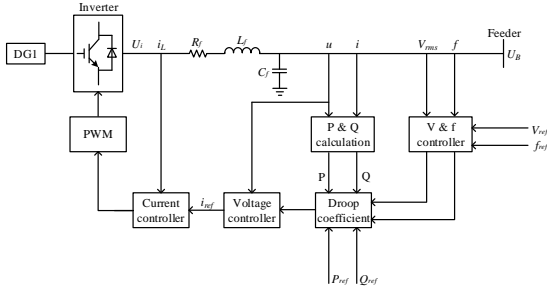 Inverter
DG1
U_i
i_L
R_f
L_f
C_f
u
i
V_rms
f
Feeder
U_B
PWM
P & Q
calculation
V & f
controller
V_ref
f_ref
P
Q
Current
controller
i_ref
Voltage
controller
Droop
coefficient
P_ref
Q_ref